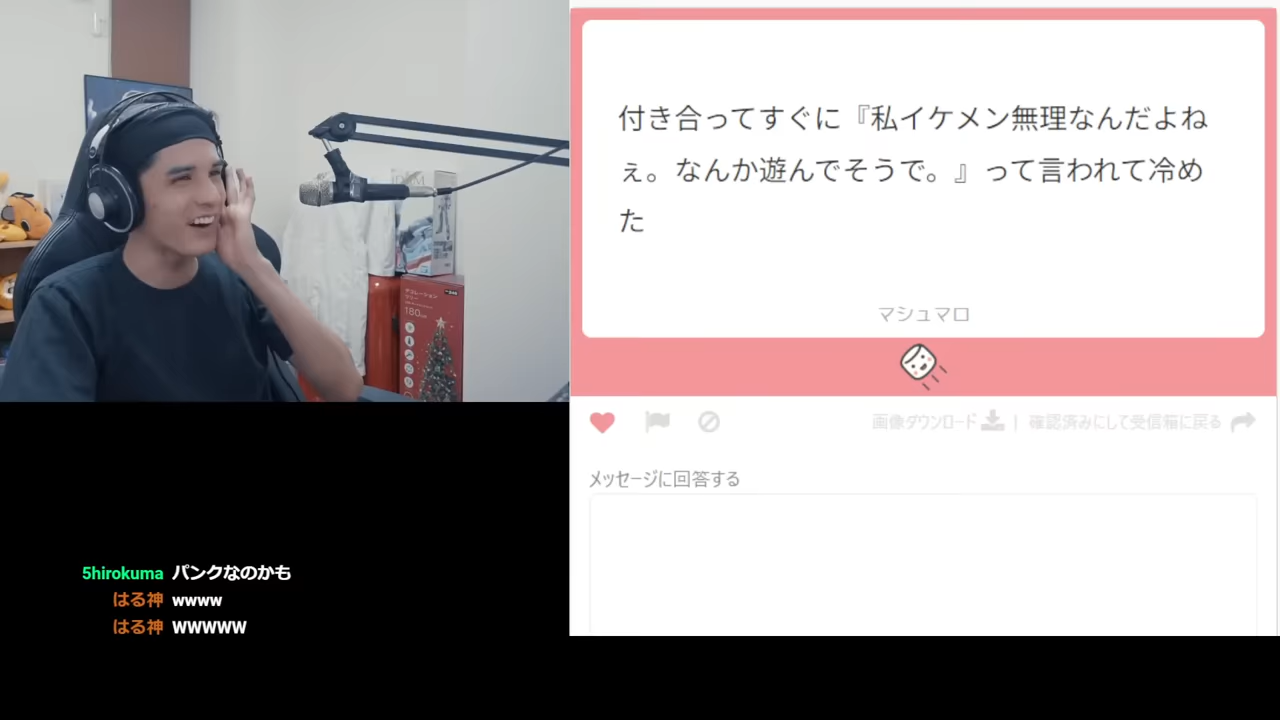 付き合ってすぐに『私イケメン無理なんだよね
ぇ。なんか遊んでそうで。』って言われて冷め
た
マシュマロ
画像ダウンロード | 確認済みにして受信箱に戻る
メッセージに回答する
180
5hirokuma パンクなのかも
はる神 wwww
はる神 WWWWW